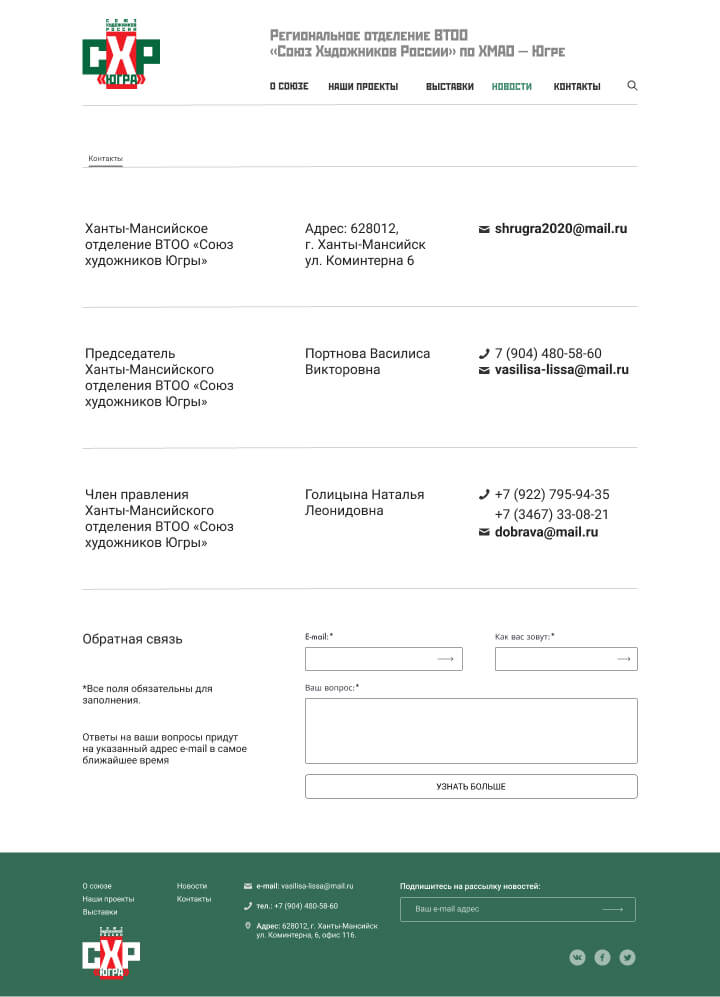 СОЮЗ
ХУДОЖНИКОВ
РОССИИ
СХР
«ЮГРА»
Региональное отделение ВТОО
«Союз Художников России» по ХМАО — Югре
О СОЮЗЕ НАШИ ПРОЕКТЫ ВЫСТАВКИ НОВОСТИ КОНТАКТЫ
Контакты
Ханты-Мансийское
отделение ВТОО «Союз
художников Югры»
Адрес: 628012,
г. Ханты-Мансийск
ул. Коминтерна 6
shrugra2020@mail.ru
Председатель
Ханты-Мансийского
отделения ВТОО «Союз
художников Югры»
Портнова Василиса
Викторовна
7 (904) 480-58-60
vasilisa-lissa@mail.ru
Член правления
Ханты-Мансийского
отделения ВТОО «Союз
художников Югры»
Голицына Наталья
Леонидовна
+7 (922) 795-94-35
+7 (3467) 33-08-21
dobrava@mail.ru
Обратная связь
*Все поля обязательны для
заполнения.
Ответы на ваши вопросы придут
на указанный адрес e-mail в самое
ближайшее время
E-mail:*
Как вас зовут:*
Ваш вопрос:*
УЗНАТЬ БОЛЬШЕ
О союзе
Наши проекты
Выставки
Новости
Контакты
e-mail: vasilisa-lissa@mail.ru
тел.: +7 (904) 480-58-60
Адрес: 628012, г. Ханты-Мансийск
ул. Коминтерна, 6, офис 116.
Подпишитесь на рассылку новостей:
Ваш e-mail адрес
СХР
ЮГРА